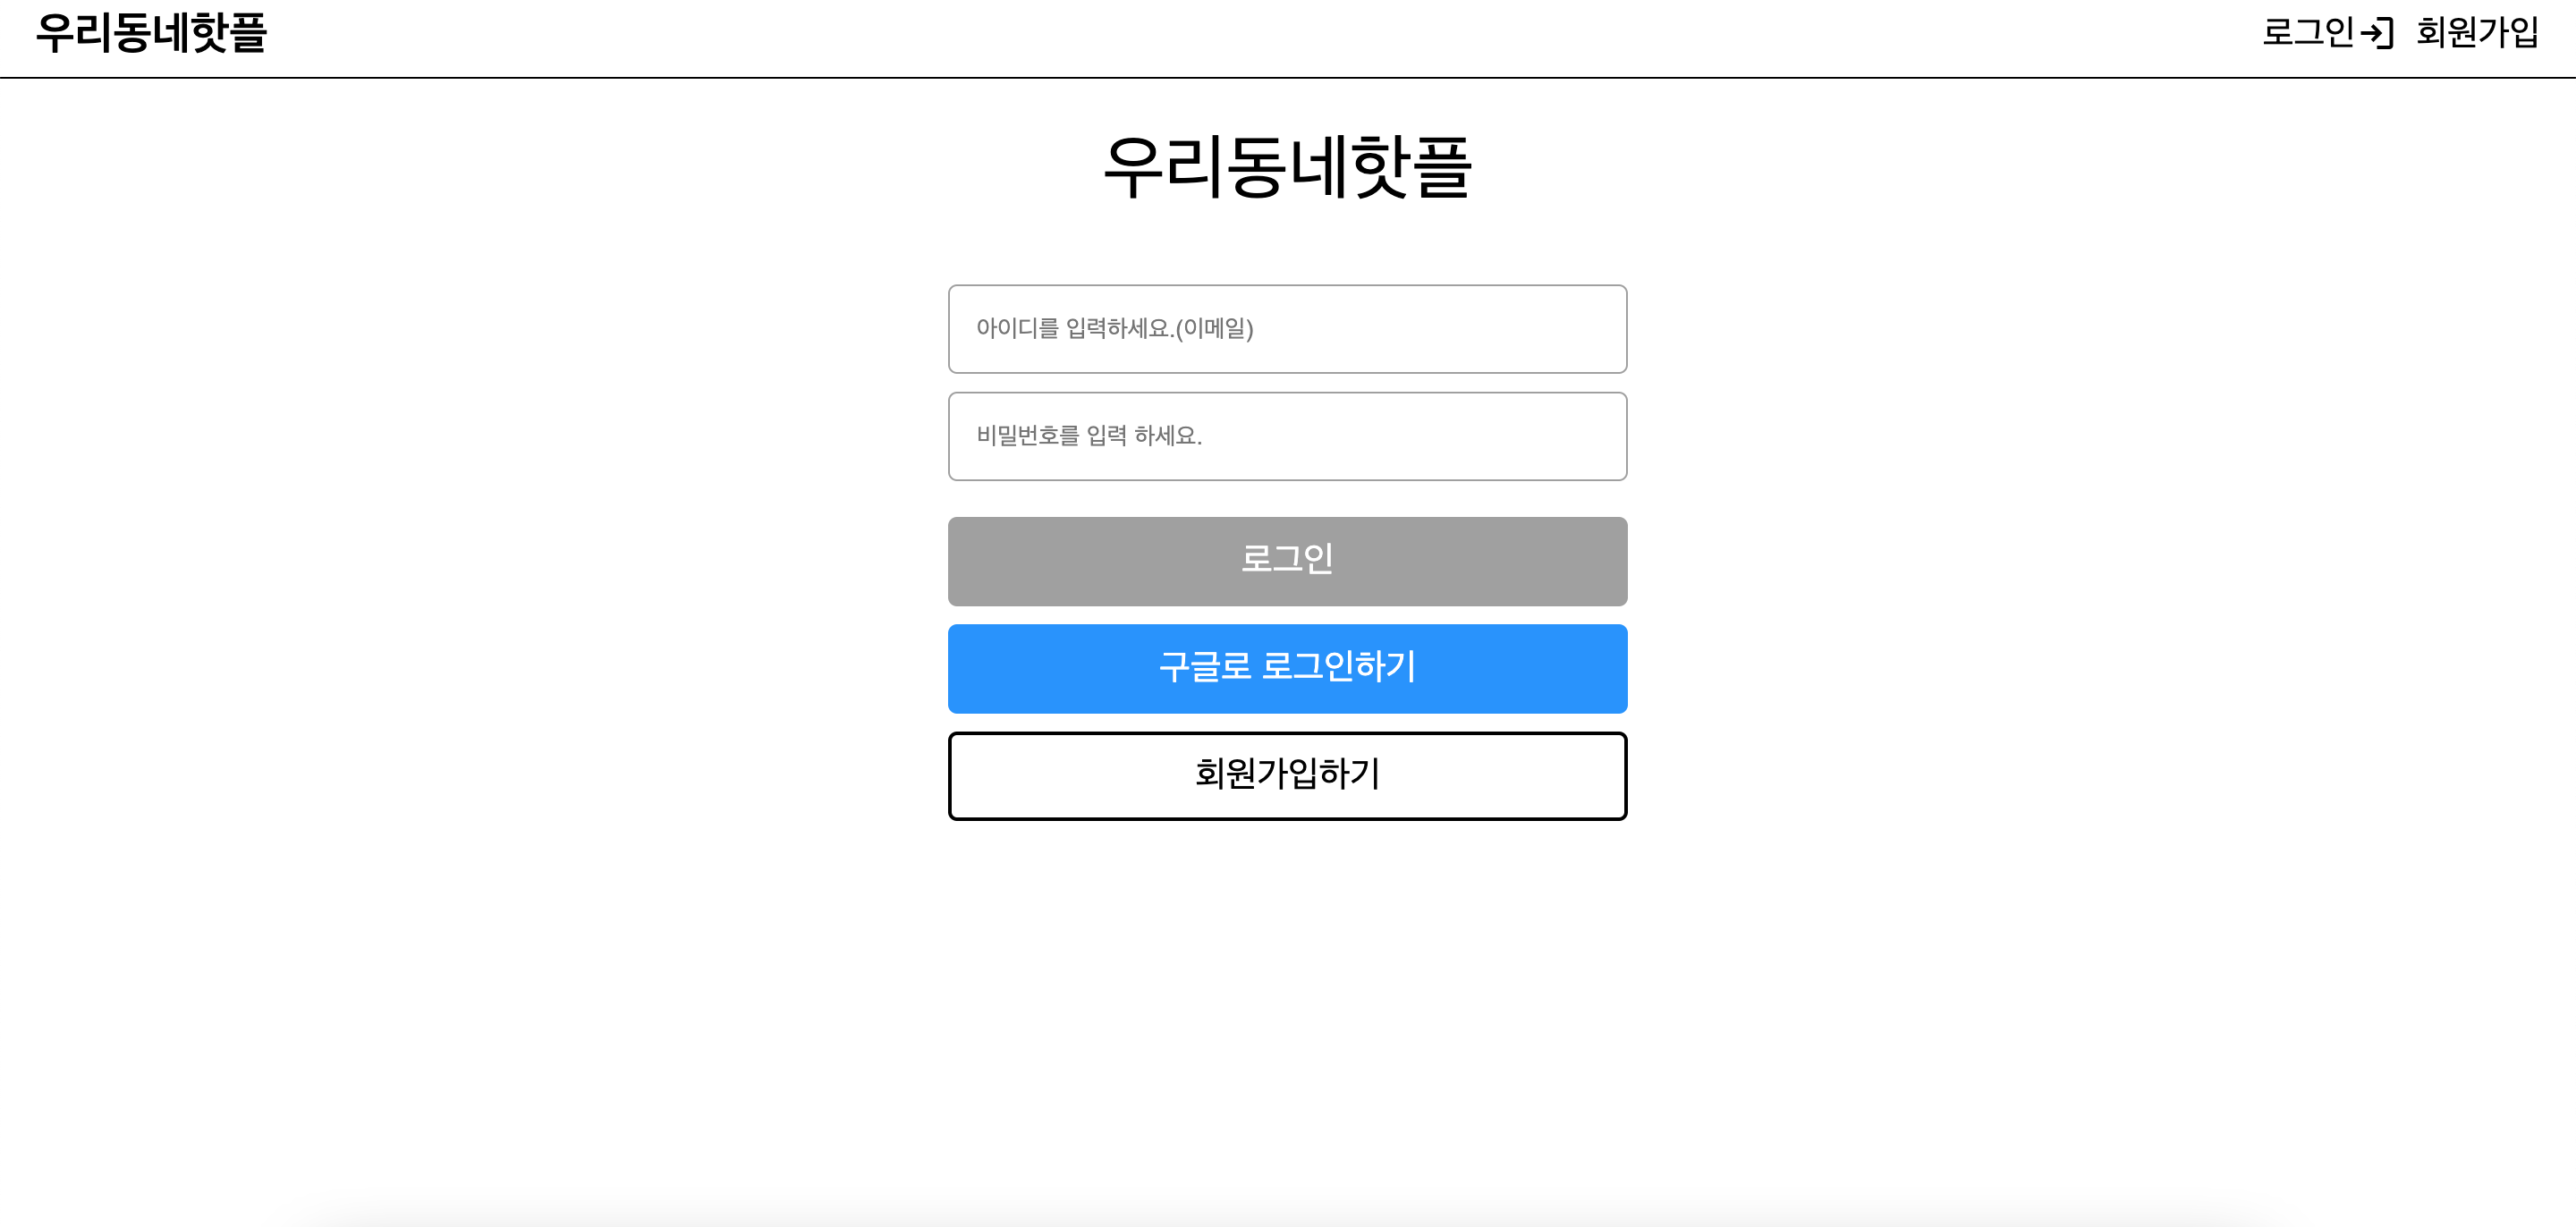 우리동네핫플
로그인 회원가입
우리동네핫플
아이디를 입력하세요.(이메일)
비밀번호를 입력 하세요.
로그인
구글로 로그인하기
회원가입하기